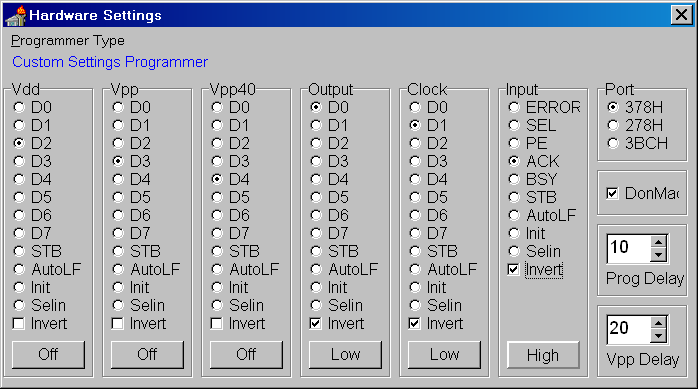 Hardware Settings
Programmer Type
Custom Settings Programmer
Vdd
D0
D1
D2
D3
D4
D5
D6
D7
STB
AutoLF
Init
Selin
Invert
Off
Vpp
D0
D1
D2
D3
D4
D5
D6
D7
STB
AutoLF
Init
Selin
Invert
Off
Vpp40
D0
D1
D2
D3
D4
D5
D6
D7
STB
AutoLF
Init
Selin
Invert
Off
Output
D0
D1
D2
D3
D4
D5
D6
D7
STB
AutoLF
Init
Selin
Invert
Low
Clock
D0
D1
D2
D3
D4
D5
D6
D7
STB
AutoLF
Init
Selin
Invert
Low
Input
ERROR
SEL
PE
ACK
BSY
STB
AutoLF
Init
Selin
Invert
High
Port
378H
278H
3BCH
DonMac
10
Prog Delay
20
Vpp Delay